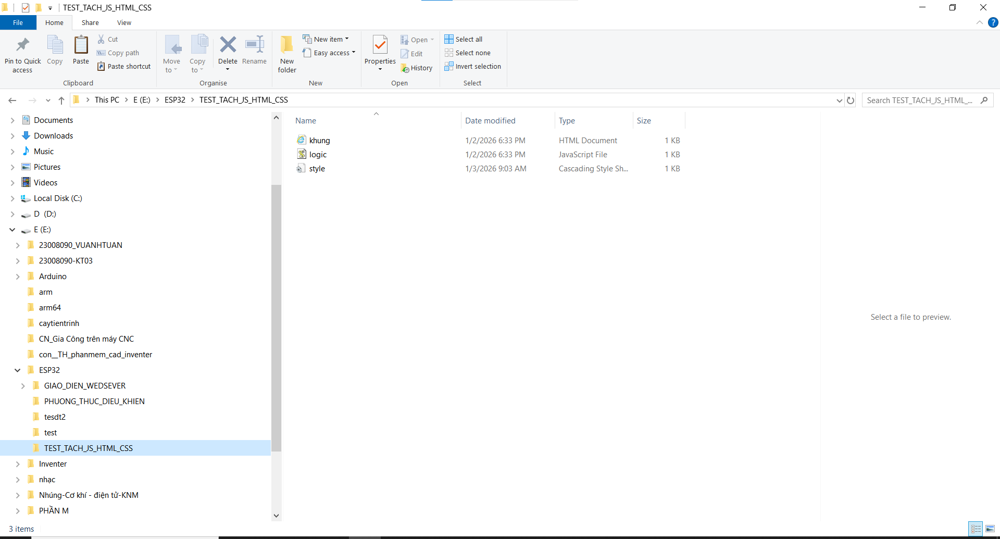 TEST_TACH_JS_HTML_CSS
File Home Share View
Pin to Quick access
Copy
Paste
Cut
Copy path
Paste shortcut
Clipboard
Move to
Copy to
Delete
Rename
Organise
New folder
New item
Easy access
New
Properties
Open
Edit
History
Open
Select all
Select none
Invert selection
Select
This PC E (E:) ESP32 TEST_TACH_JS_HTML_CSS
Search TEST_TACH_JS_HTML_...
Documents
Downloads
Music
Pictures
Videos
Local Disk (C:)
D (D:)
E (E:)
23008090_VUANHTUAN
23008090-KT03
Arduino
arm
arm64
caytientrinh
CN_Gia Công trên máy CNC
con__TH_phanmem_cad_inventer
ESP32
GIAO_DIEN_WEDSEVER
PHUONG_THUC_DIEU_KHIEN
tesdt2
test
TEST_TACH_JS_HTML_CSS
Inventer
nhạc
Nhúng-Cơ khí - điện tử-KNM
PHẦN M
Name Date modified Type Size
khung 1/2/2026 6:33 PM HTML Document 1 KB
logic 1/2/2026 6:33 PM JavaScript File 1 KB
style 1/3/2026 9:03 AM Cascading Style Sh... 1 KB
Select a file to preview.
3 items